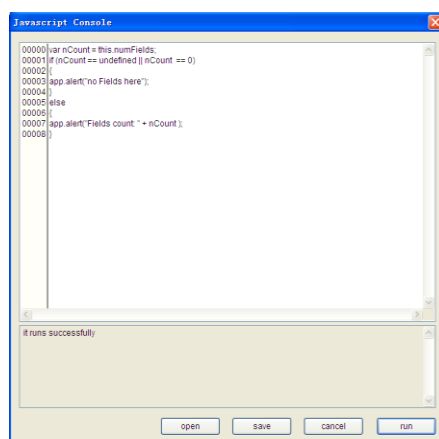 Javascript Console
00000 var nCount = this.numFields;
00001 if (nCount == undefined || nCount == 0)
00002 {
00003 app.alert("no Fields here");
00004 }
00005 else
00006 {
00007 app.alert("Fields count: " + nCount );
00008 }
it runs successfully
open save cancel run